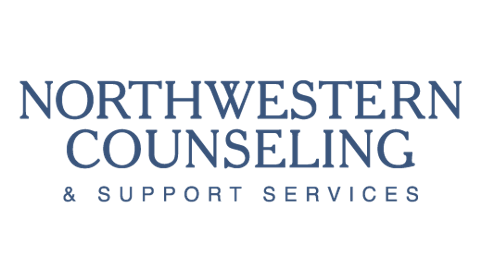 NORTHWESTERN
COUNSELING
& SUPPORT SERVICES